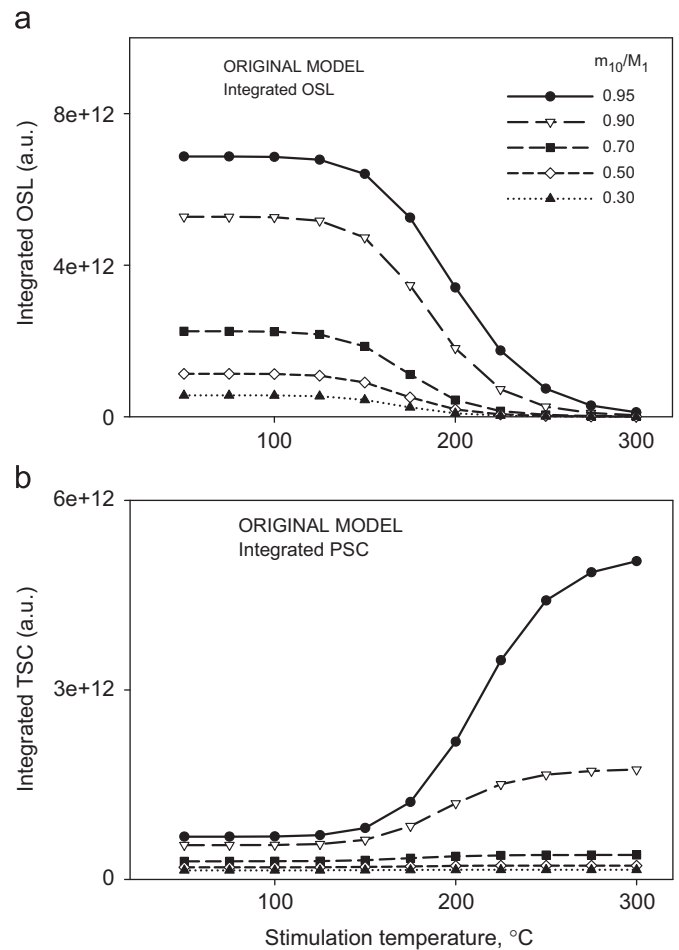 a
ORIGINAL MODEL
Integrated OSL
m10/M1
0.95
0.90
0.70
0.50
0.30
8e+12
4e+12
0
Integrated OSL (a.u.)
100
200
300
b
ORIGINAL MODEL
Integrated PSC
6e+12
3e+12
0
Integrated TSC (a.u.)
100
200
300
Stimulation temperature, °C